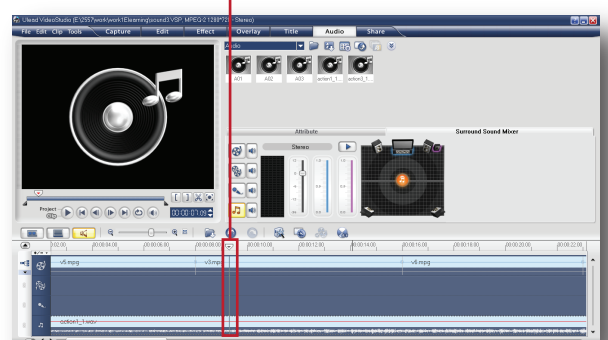 Ulead VideoStudio (E:\2557\work\work1Elearning\sound3.VSP, MPEG-2 1280*720 - Stereo)
File Edit Clip Tools Capture Edit Effect Overlay Title Audio Share
Audio
A01 A02 A03 action1_1... action3_1...
Attribute Surround Sound Mixer
Stereo
Project
Clip
00:00:07:09
00:00:04.00 00:00:06.00 00:00:08.00 00:00:10.00 00:00:12.00 00:00:14.00 00:00:16.00 00:00:18.00 00:00:20.00 00:00:22.00
v5.mpg v3.mpg v6.mpg
action1_1.wav